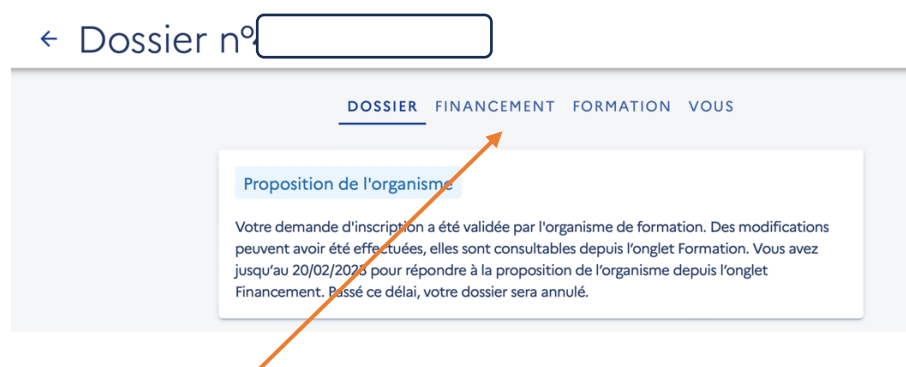 ← Dossier nº
DOSSIER FINANCEMENT FORMATION VOUS
Proposition de l'organisme
Votre demande d'inscription a été validée par l'organisme de formation. Des modifications
peuvent avoir été effectuées, elles sont consultables depuis l'onglet Formation. Vous avez
jusqu'au 20/02/2023 pour répondre à la proposition de l'organisme depuis l'onglet
Financement. Passé ce délai, votre dossier sera annulé.